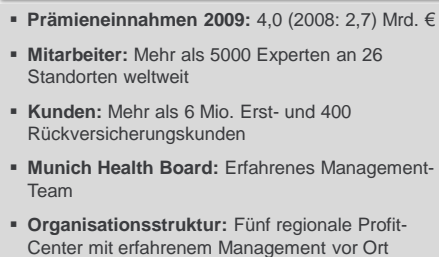 ▪ Prämieneinnahmen 2009: 4,0 (2008: 2,7) Mrd. €
▪ Mitarbeiter: Mehr als 5000 Experten an 26
Standorten weltweit
▪ Kunden: Mehr als 6 Mio. Erst- und 400
Rückversicherungskunden
▪ Munich Health Board: Erfahrenes Management-
Team
▪ Organisationsstruktur: Fünf regionale Profit-
Center mit erfahrenem Management vor Ort